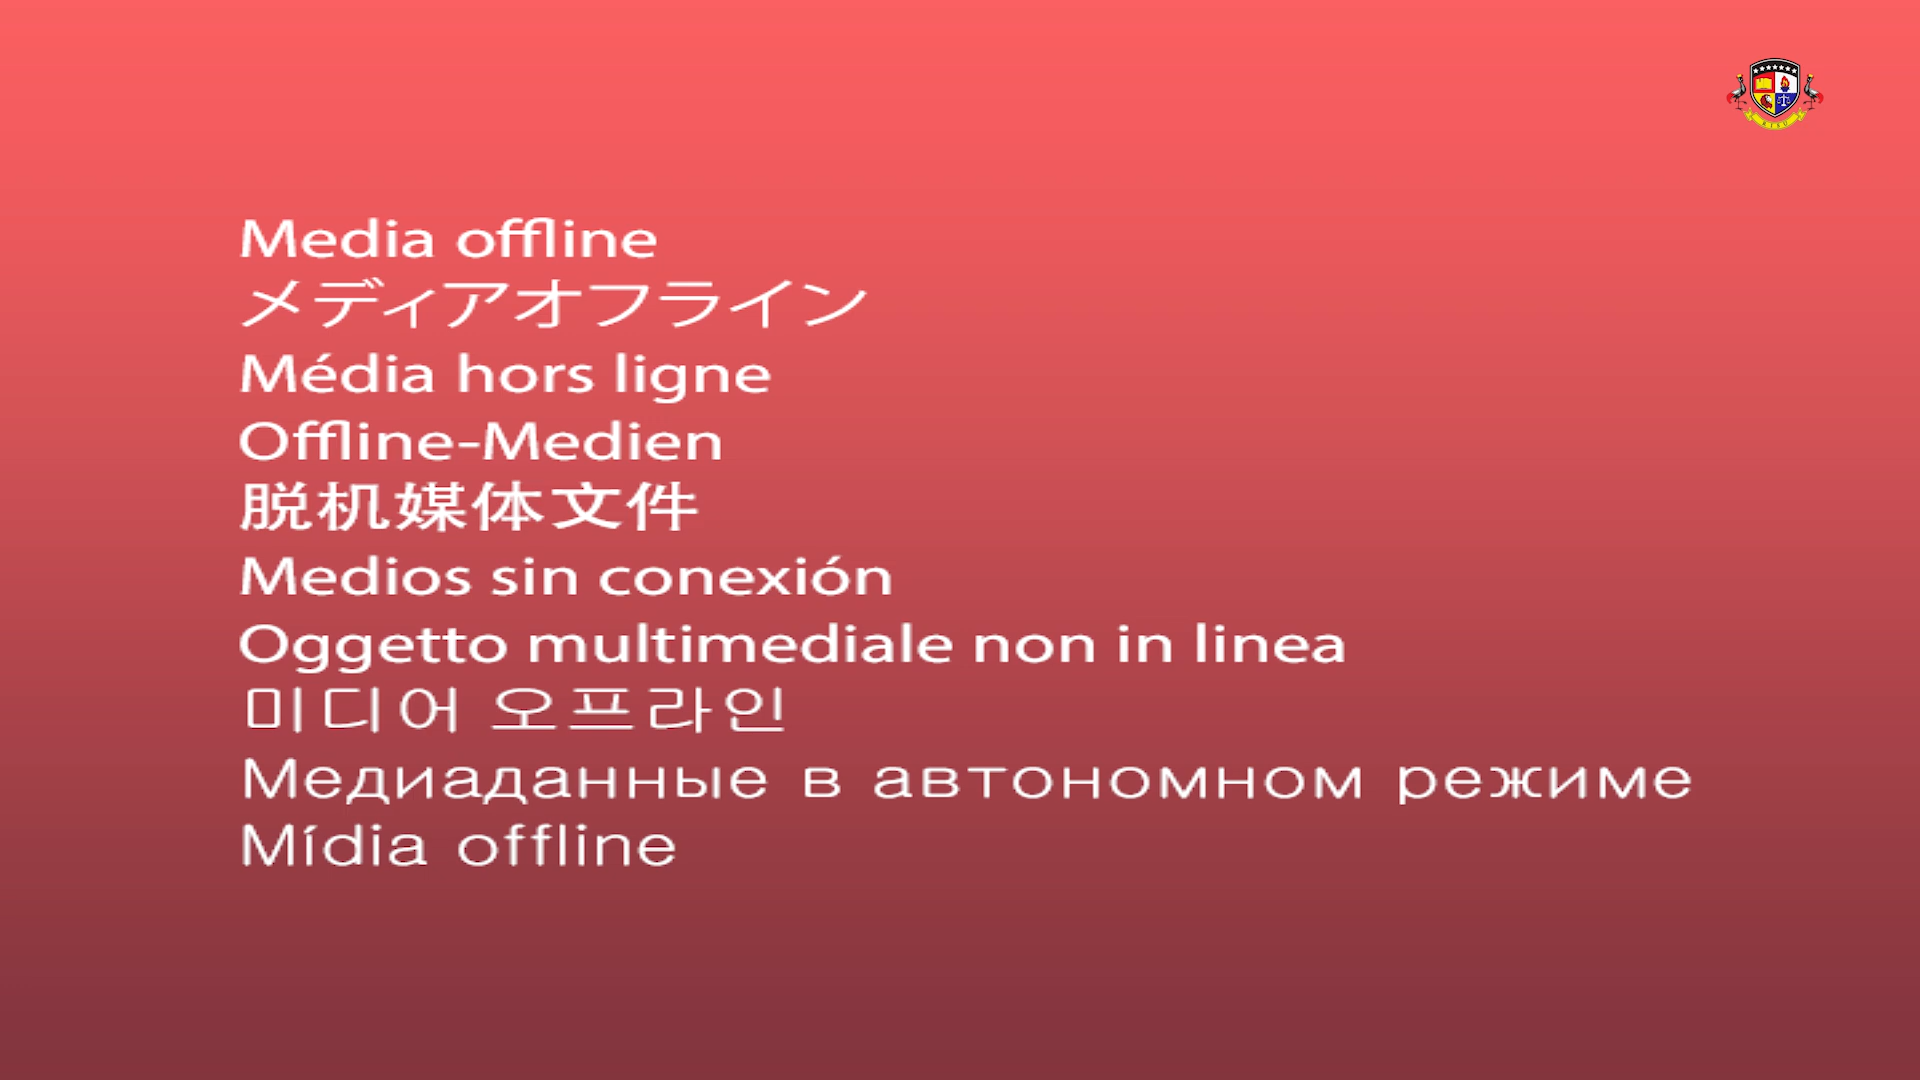 Media offline
メディアオフライン
Média hors ligne
Offline-Medien
脱机媒体文件
Medios sin conexión
Oggetto multimediale non in linea
미디어 오프라인
Медиаданные в автономном режиме
Mídia offline